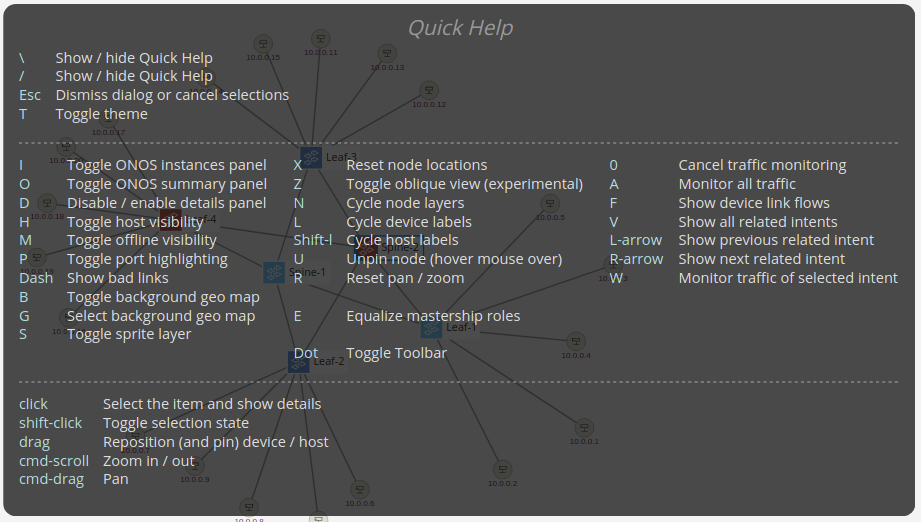 Quick Help
\ Show / hide Quick Help
/ Show / hide Quick Help
Esc Dismiss dialog or cancel selections
T Toggle theme
I Toggle ONOS instances panel
O Toggle ONOS summary panel
D Disable / enable details panel
H Toggle host visibility
M Toggle offline visibility
P Toggle port highlighting
Dash Show bad links
B Toggle background geo map
G Select background geo map
S Toggle sprite layer
X Reset node locations
Z Toggle oblique view (experimental)
N Cycle node layers
L Cycle device labels
Shift-l Cycle host labels
U Unpin node (hover mouse over)
R Reset pan / zoom
E Equalize mastership roles
Dot Toggle Toolbar
0 Cancel traffic monitoring
A Monitor all traffic
F Show device link flows
V Show all related intents
L-arrow Show previous related intent
R-arrow Show next related intent
W Monitor traffic of selected intent
click Select the item and show details
shift-click Toggle selection state
drag Reposition (and pin) device / host
cmd-scroll Zoom in / out
cmd-drag Pan
10.0.0.15
10.0.0.11
10.0.0.13
10.0.0.12
10.0.0.17
Leaf-3
10.0.0.18
10.0.0.5
Spine-2
Spine-1
Leaf-1
10.0.0.4
Leaf-2
10.0.0.1
10.0.0.2
10.0.0.9
10.0.0.6
10.0.0.8